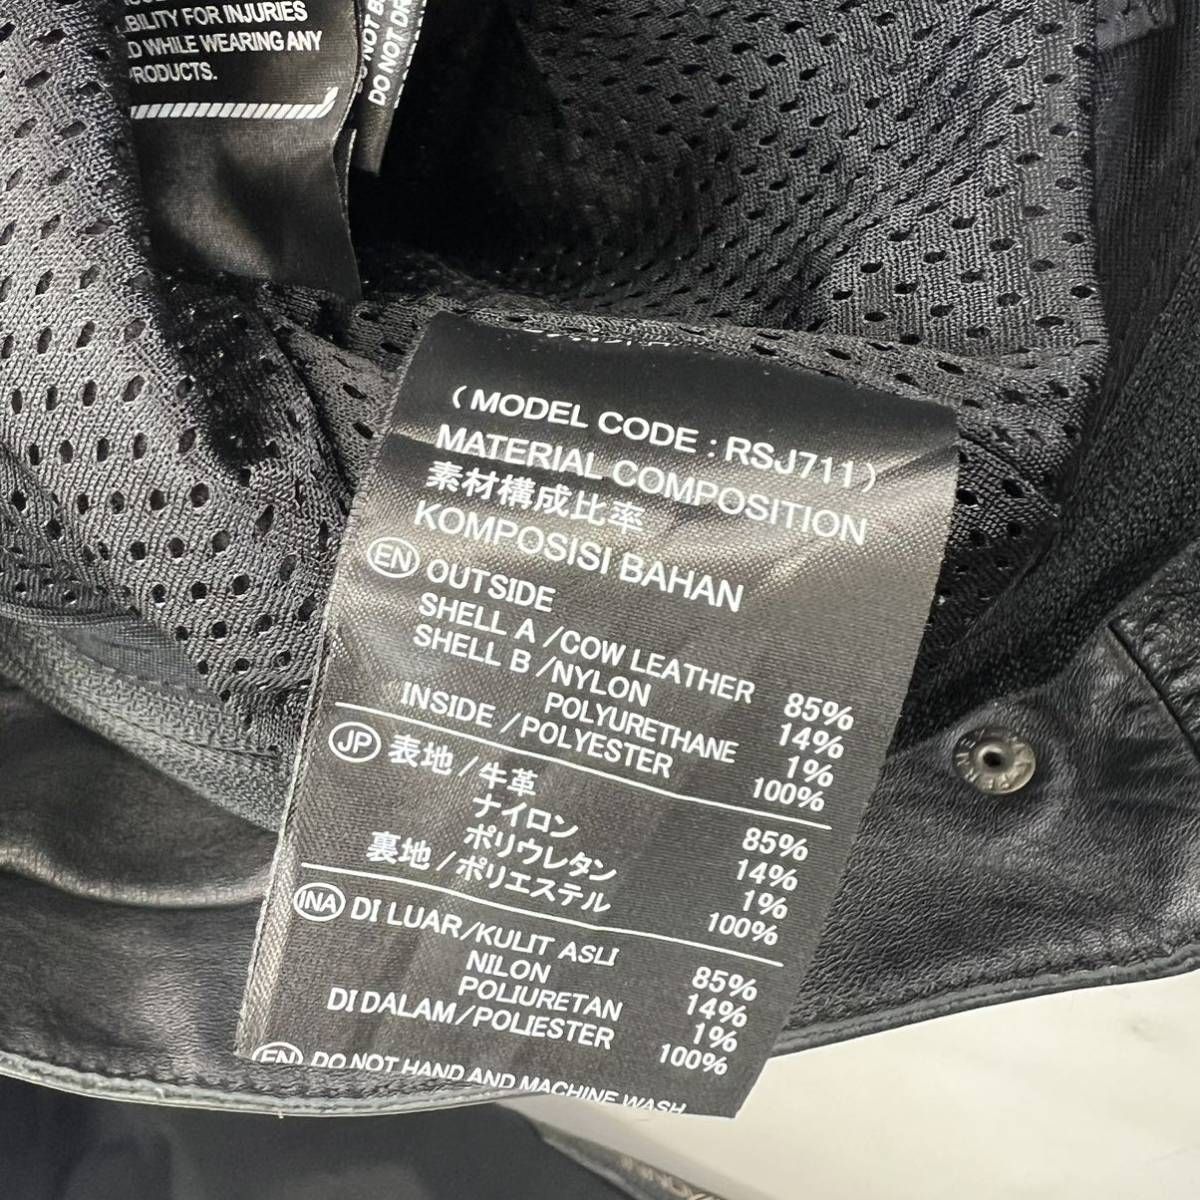 BILITY FOR INJURIES
D WHILE WEARING ANY
PRODUCTS.
DO NOT B
DO NOT DR
(MODEL CODE : RSJ711)
MATERIAL COMPOSITION
素材構成比率
KOMPOSISI BAHAN
EN OUTSIDE
SHELL A /COW LEATHER 85%
SHELL B /NYLON 14%
POLYURETHANE 1%
INSIDE /POLYESTER 100%
JP 表地/牛革 85%
ナイロン 14%
ポリウレタン 1%
裏地/ポリエステル 100%
INA DI LUAR/KULIT ASLI 85%
NILON 14%
POLIURETAN 1%
DI DALAM/POLIESTER 100%
EN DO NOT HAND AND MACHINE WASH